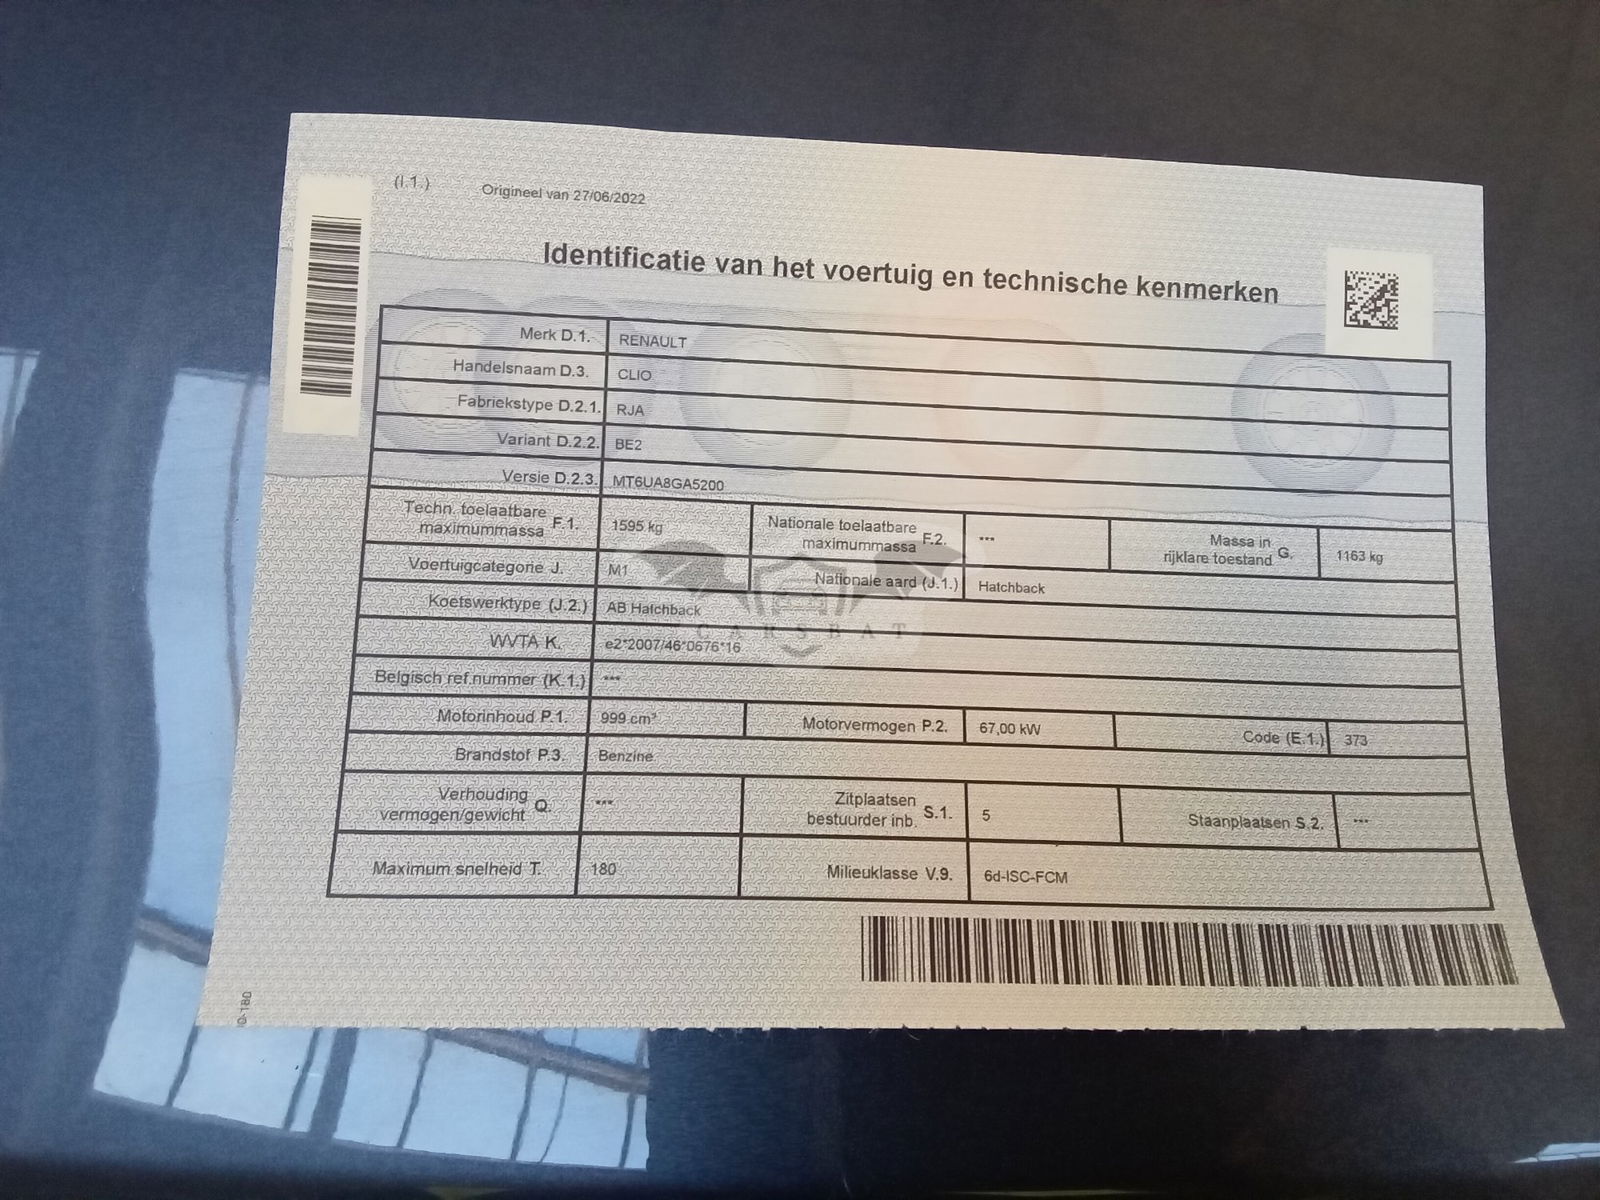 (I.1.) Origineel van 27/06/2022
Identificatie van het voertuig en technische kenmerken
Merk D.1. RENAULT
Handelsnaam D.3. CLIO
Fabriekstype D.2.1. RJA
Variant D.2.2. BE2
Versie D.2.3. MT6UA8GA5200
Techn. toelaatbare maximummassa F.1. 1595 kg Nationale toelaatbare maximummassa F.2. *** Massa in rijklare toestand G. 1163 kg
Voertuigcategorie J. M1 Nationale aard (J.1.) Hatchback
Koetswerktype (J.2.) AB Hatchback
CARSBAT
WVTA K. e2*2007/46*0676*16
Belgisch ref.nummer (K.1.) ***
Motorinhoud P.1. 999 cm³ Motorvermogen P.2. 67,00 kW Code (E.1.) 373
Brandstof P.3. Benzine
Verhouding vermogen/gewicht Q. *** Zitplaatsen bestuurder inb. S.1. 5 Staanplaatsen S.2. ***
Maximum snelheid T. 180 Milieuklasse V.9. 6d-ISC-FCM